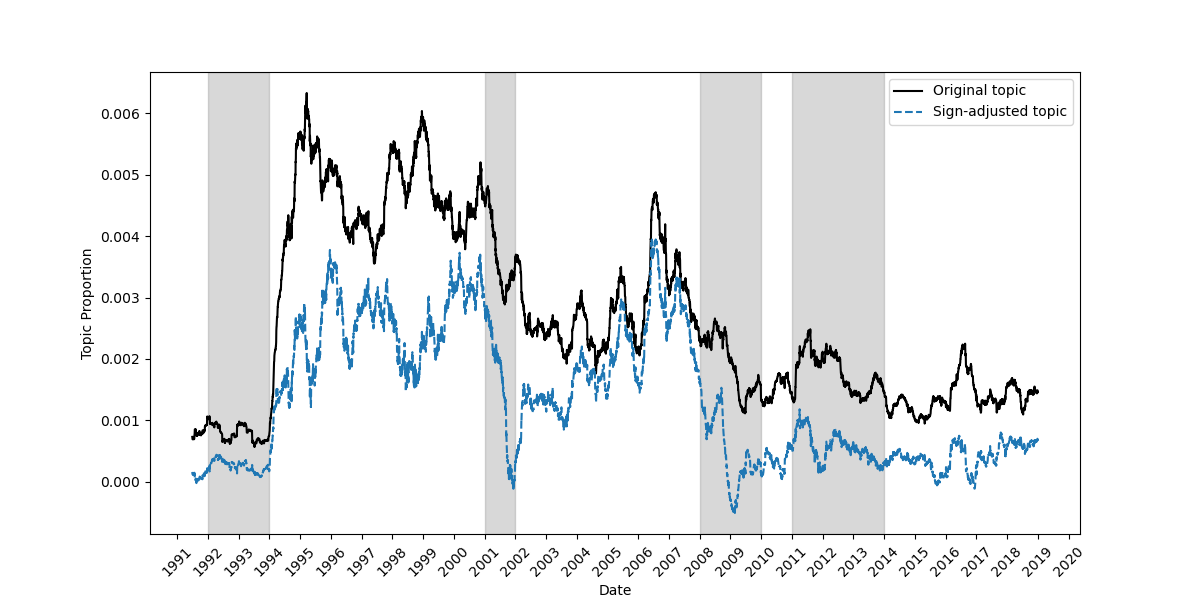 Original topic
Sign-adjusted topic
0.006
0.005
0.004
0.003
0.002
0.001
0.000
Topic Proportion
1991 1992 1993 1994 1995 1996 1997 1998 1999 2000 2001 2002 2003 2004 2005 2006 2007 2008 2009 2010 2011 2012 2013 2014 2015 2016 2017 2018 2019 2020
Date